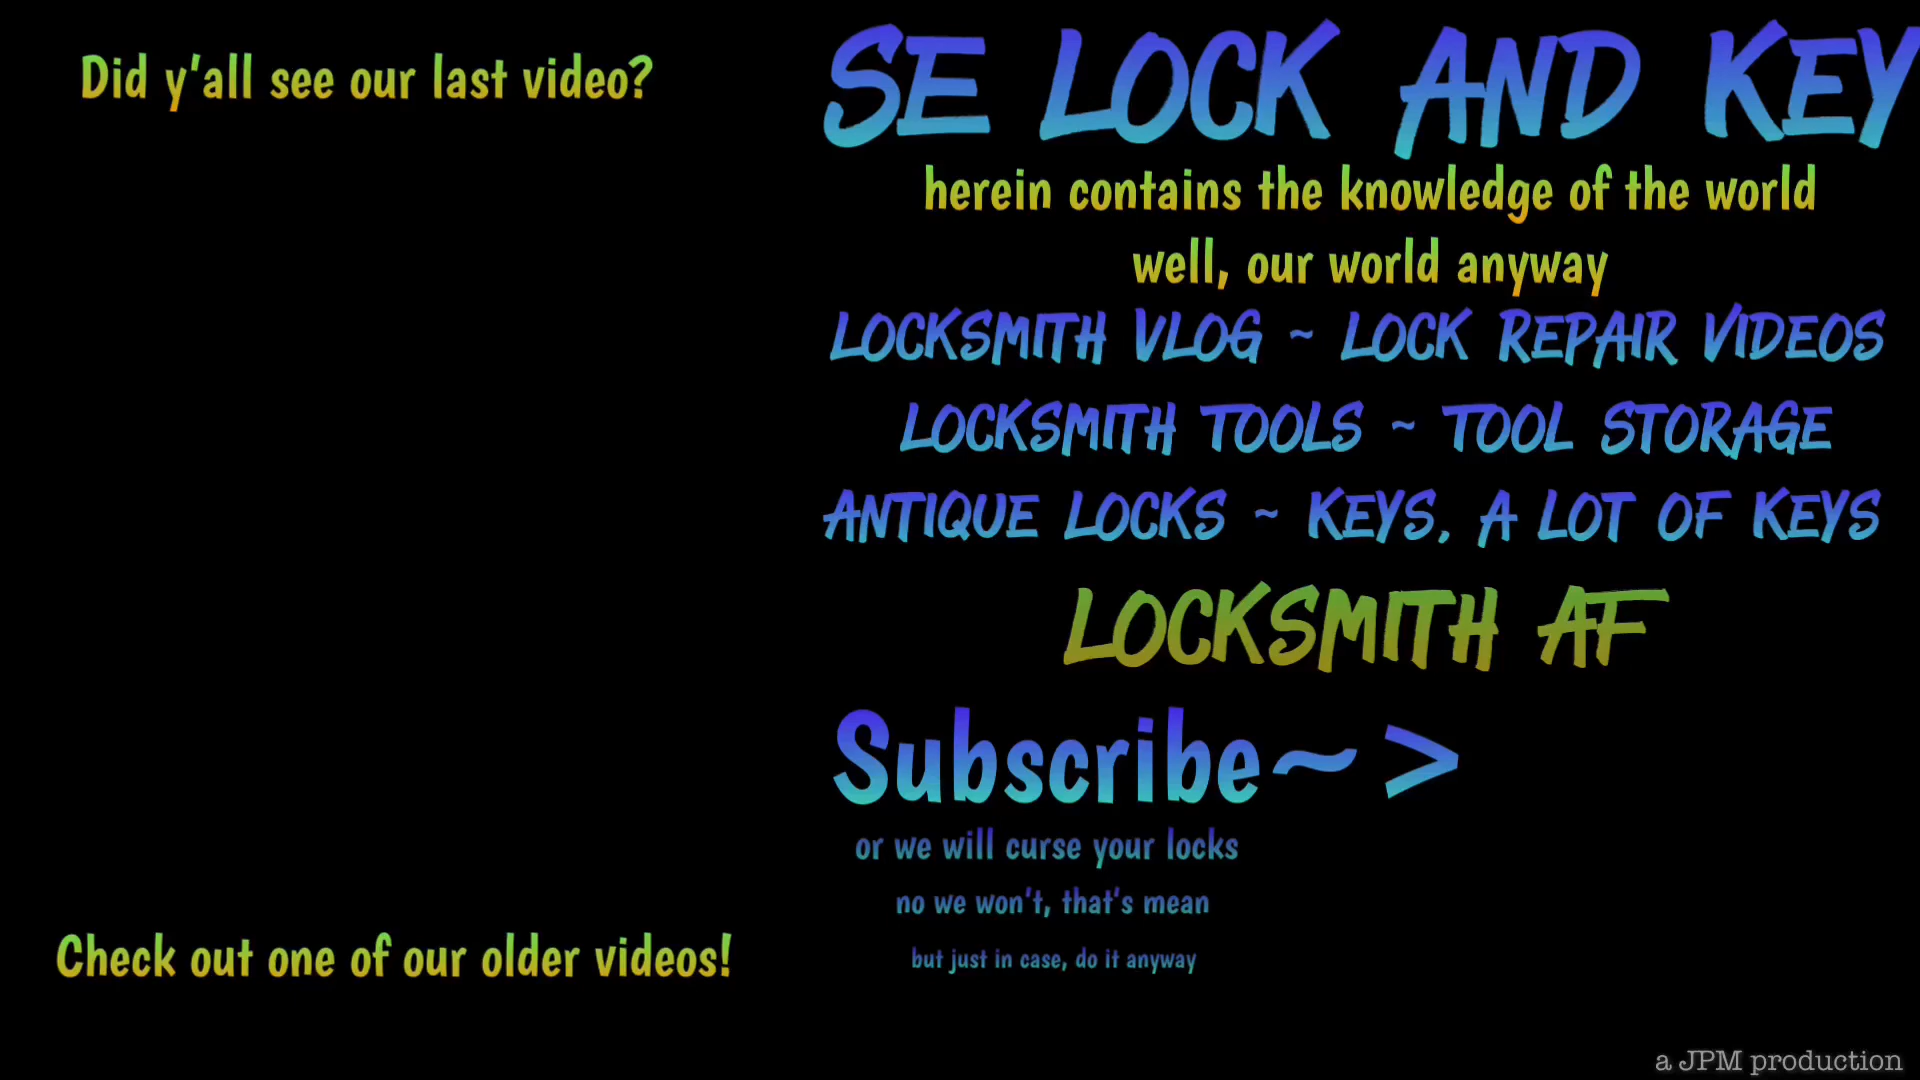 Did y'all see our last video?
SE LOCK AND KEY
herein contains the knowledge of the world
well, our world anyway
LOCKSMITH VLOG ~ LOCK REPAIR VIDEOS
LOCKSMITH TOOLS ~ TOOL STORAGE
ANTIQUE LOCKS ~ KEYS, A LOT OF KEYS
LOCKSMITH AF
Subscribe~>
or we will curse your locks
no we won't, that's mean
but just in case, do it anyway
Check out one of our older videos!
a JPM production